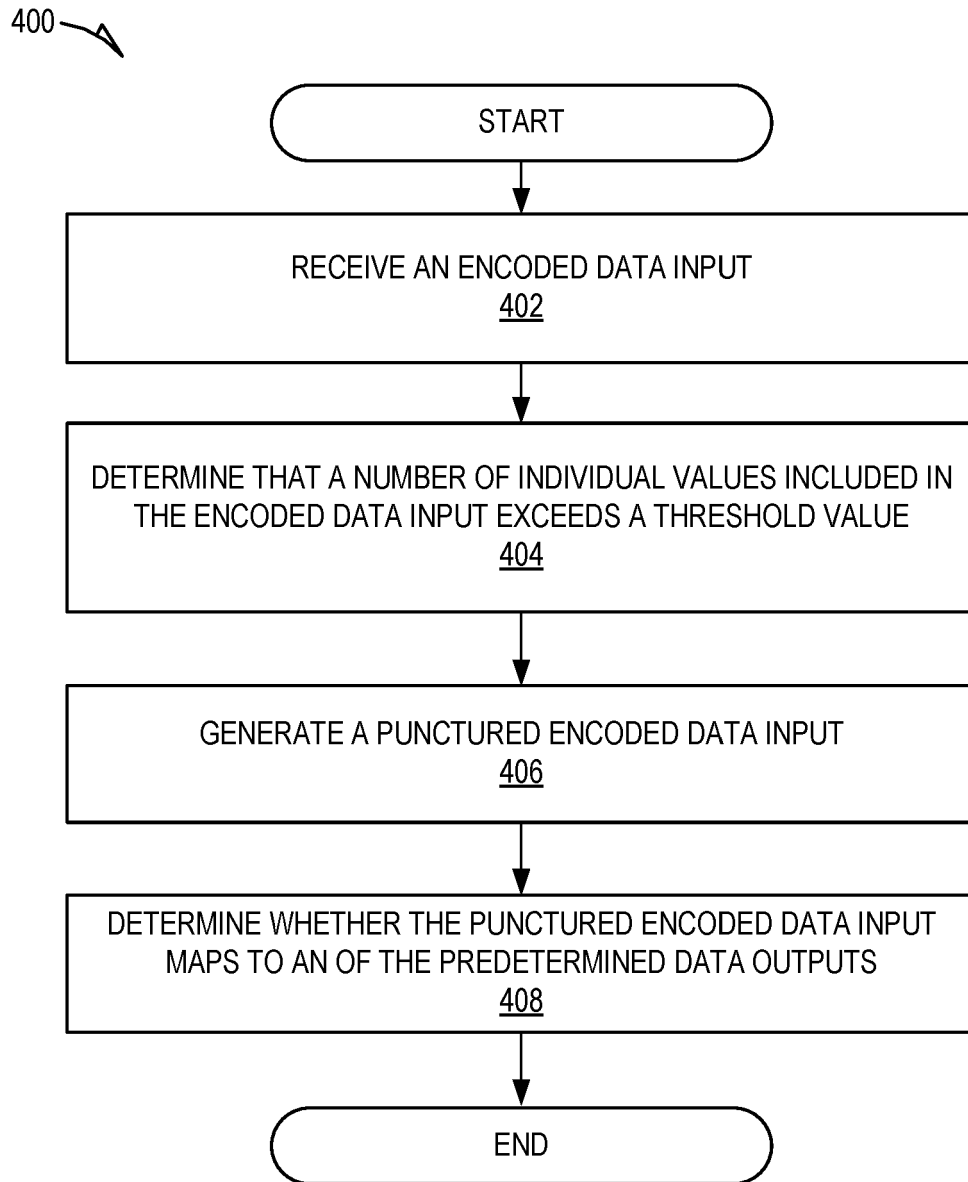 400
START
RECEIVE AN ENCODED DATA INPUT
402
DETERMINE THAT A NUMBER OF INDIVIDUAL VALUES INCLUDED IN
THE ENCODED DATA INPUT EXCEEDS A THRESHOLD VALUE
404
GENERATE A PUNCTURED ENCODED DATA INPUT
406
DETERMINE WHETHER THE PUNCTURED ENCODED DATA INPUT
MAPS TO AN OF THE PREDETERMINED DATA OUTPUTS
408
END